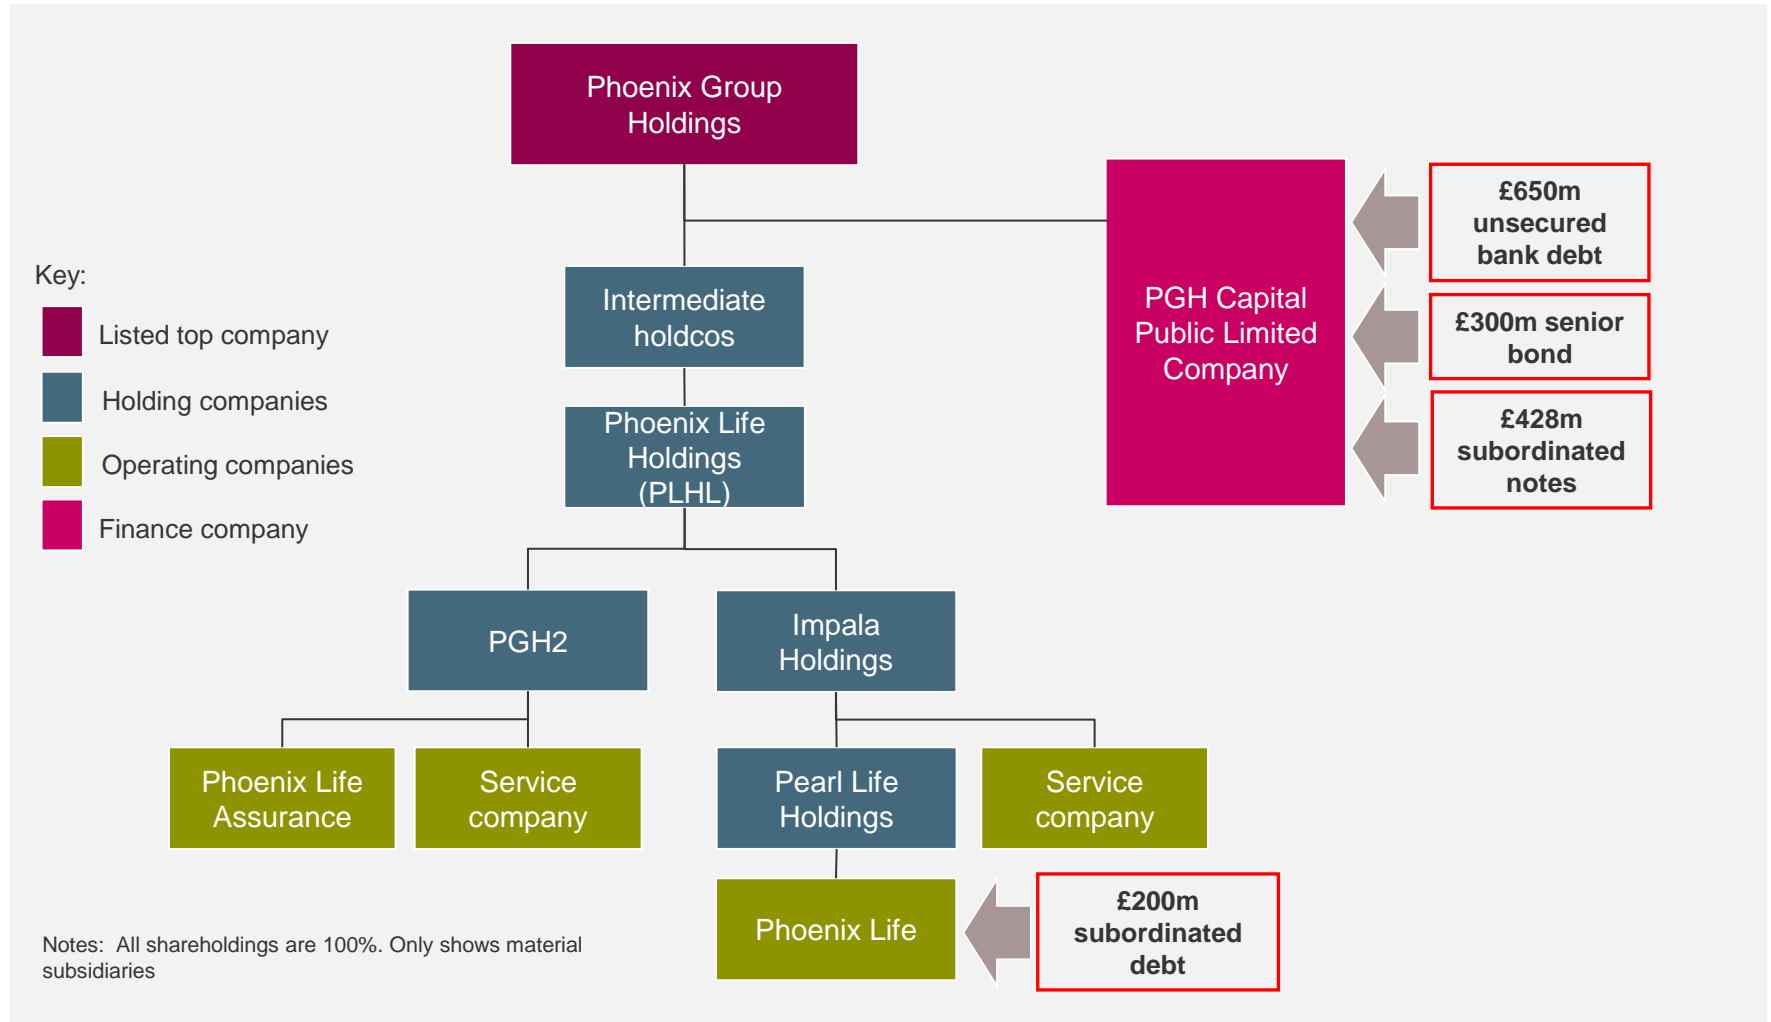 Phoenix Group
Holdings
£650m
unsecured
bank debt
Key:
Listed top company
Holding companies
Operating companies
Finance company
Intermediate
holdcos
PGH Capital
Public Limited
Company
£300m senior
bond
Phoenix Life
Holdings
(PLHL)
£428m
subordinated
notes
PGH2
Impala
Holdings
Phoenix Life
Assurance
Service
company
Pearl Life
Holdings
Service
company
Phoenix Life
£200m
subordinated
debt
Notes:  All shareholdings are 100%. Only shows material
subsidiaries